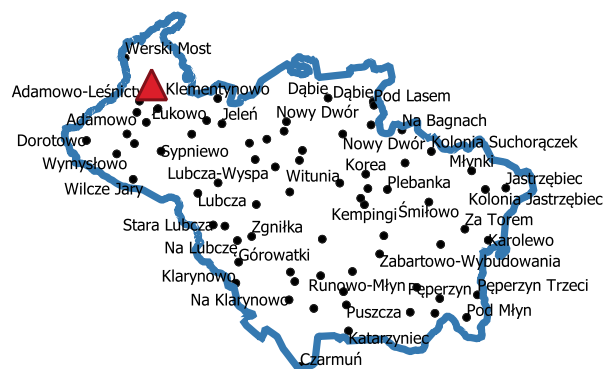 Werski Most
Adamowo-Leśnictw
Klementynowo
Dąbie
Dąbie
Pod Lasem
Adamowo
Łukowo
Jeleń
Nowy Dwór
Na Bagnach
Dorotowo
Sypniewo
Nowy Dwór
Kolonia Suchorączek
Wymysłowo
Lubcza-Wyspa
Witunia
Korea
Młynki
Wilcze Jary
Plebanka
Jastrzębiec
Lubcza
Kempingi
Śmiłowo
Kolonia Jastrzębiec
Stara Lubcza
Zgniłka
Za Torem
Na Lubczę
Górowatki
Karolewo
Zabartowo-Wybudowania
Klarynowo
Runowo-Młyn
Pęperzyn
Pęperzyn Trzeci
Na Klarynowo
Puszcza
Pod Młyn
Katarzyniec
Czarmuń